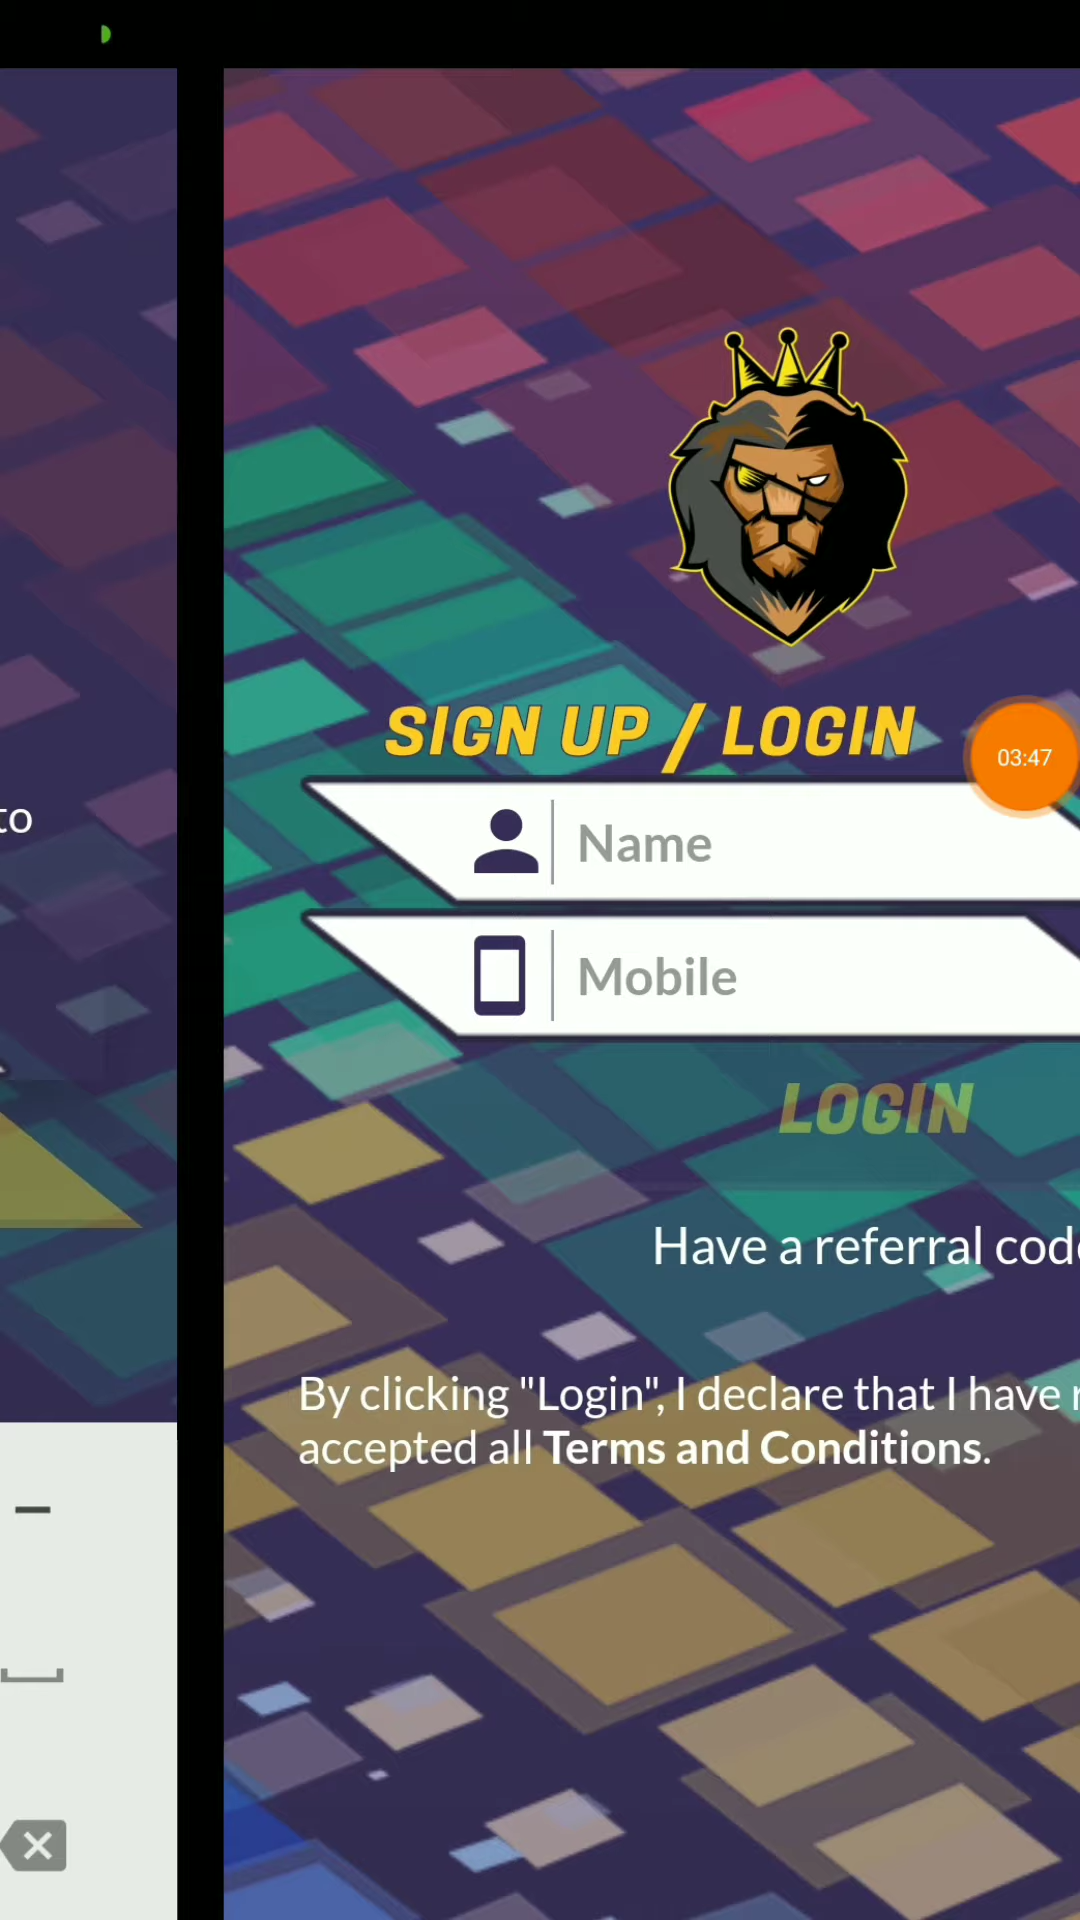 to
SIGN UP / LOGIN
03:47
Name
Mobile
LOGIN
Have a referral
By clicking "Login", I declare that I have
accepted all Terms and Conditions.